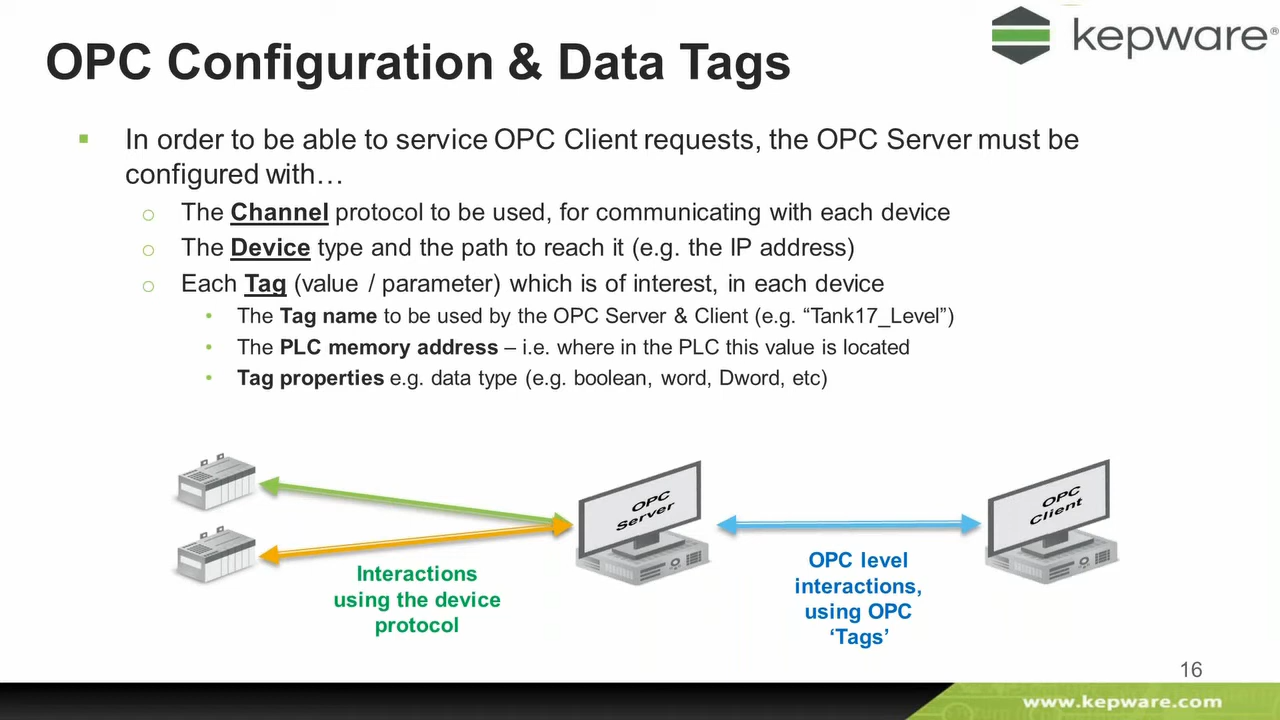 kepware®
OPC Configuration & Data Tags
In order to be able to service OPC Client requests, the OPC Server must be
configured with…
The Channel protocol to be used, for communicating with each device
The Device type and the path to reach it (e.g. the IP address)
Each Tag (value / parameter) which is of interest, in each device
The Tag name to be used by the OPC Server & Client (e.g. “Tank17_Level”)
The PLC memory address – i.e. where in the PLC this value is located
Tag properties e.g. data type (e.g. boolean, word, Dword, etc)
OPC
Server
OPC
Client
Interactions
using the device
protocol
OPC level
interactions,
using OPC
‘Tags’
16
www.kepware.com